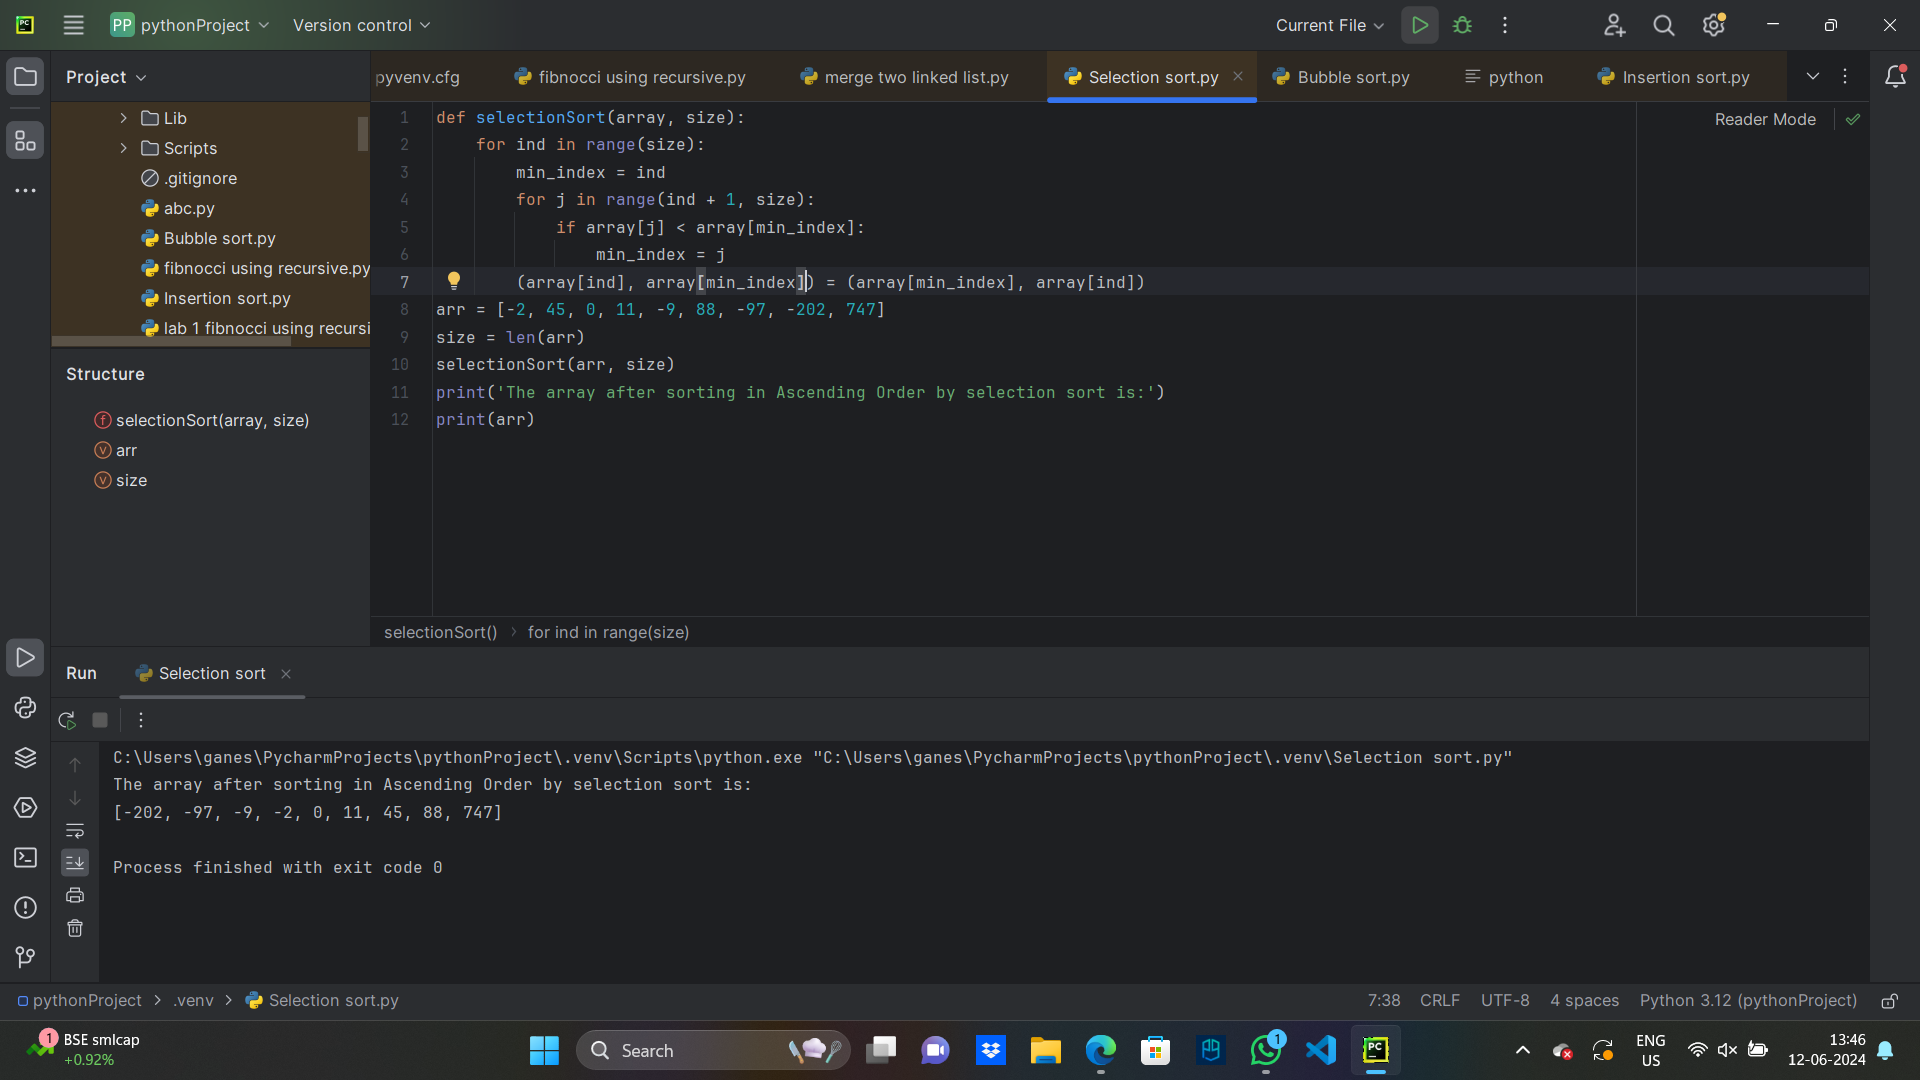 PC
PP pythonProject Version control
Current File
Project
pyvenv.cfg fibnocci using recursive.py merge two linked list.py Selection sort.py Bubble sort.py python Insertion sort.py
Lib
Scripts
.gitignore
abc.py
Bubble sort.py
fibnocci using recursive.py
Insertion sort.py
lab 1 fibnocci using recursi
Structure
selectionSort(array, size)
arr
size
Reader Mode
1 def selectionSort(array, size):
2     for ind in range(size):
3         min_index = ind
4         for j in range(ind + 1, size):
5             if array[j] < array[min_index]:
6                 min_index = j
7         (array[ind], array[min_index]) = (array[min_index], array[ind])
8 arr = [-2, 45, 0, 11, -9, 88, -97, -202, 747]
9 size = len(arr)
10 selectionSort(arr, size)
11 print('The array after sorting in Ascending Order by selection sort is:')
12 print(arr)
selectionSort() > for ind in range(size)
Run Selection sort
C:\Users\ganes\PycharmProjects\pythonProject\.venv\Scripts\python.exe "C:\Users\ganes\PycharmProjects\pythonProject\.venv\Selection sort.py"
The array after sorting in Ascending Order by selection sort is:
[-202, -97, -9, -2, 0, 11, 45, 88, 747]
Process finished with exit code 0
pythonProject > .venv > Selection sort.py
7:38 CRLF UTF-8 4 spaces Python 3.12 (pythonProject)
1 BSE smlcap
+0.92%
Search
1
PC
ENG
US
13:46
12-06-2024